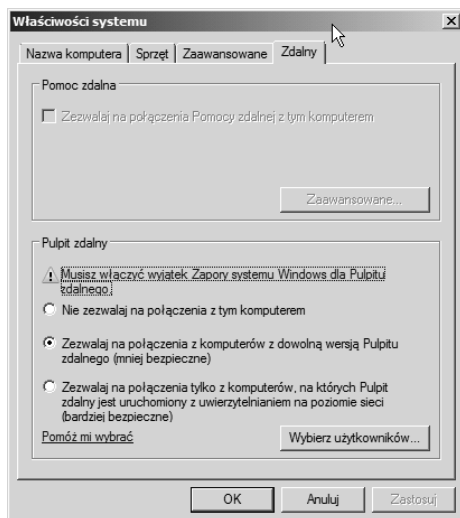 Właściwości systemu
Nazwa komputera Sprzęt Zaawansowane Zdalny
Pomoc zdalna
Zezwalaj na połączenia Pomocy zdalnej z tym komputerem
Zaawansowane...
Pulpit zdalny
Musisz włączyć wyjątek Zapory systemu Windows dla Pulpitu
zdalnego.
Nie zezwalaj na połączenia z tym komputerem
Zezwalaj na połączenia z komputerów z dowolną wersją Pulpitu
zdalnego (mniej bezpieczne)
Zezwalaj na połączenia tylko z komputerów, na których Pulpit
zdalny jest uruchomiony z uwierzytelnianiem na poziomie sieci
(bardziej bezpieczne)
Pomóż mi wybrać Wybierz użytkowników...
OK Anuluj Zastosuj